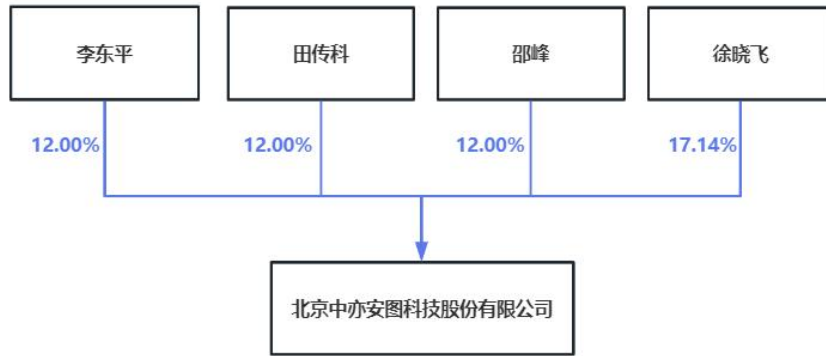 李东平
田传科
邵峰
徐晓飞
12.00%
12.00%
12.00%
17.14%
北京中亦安图科技股份有限公司